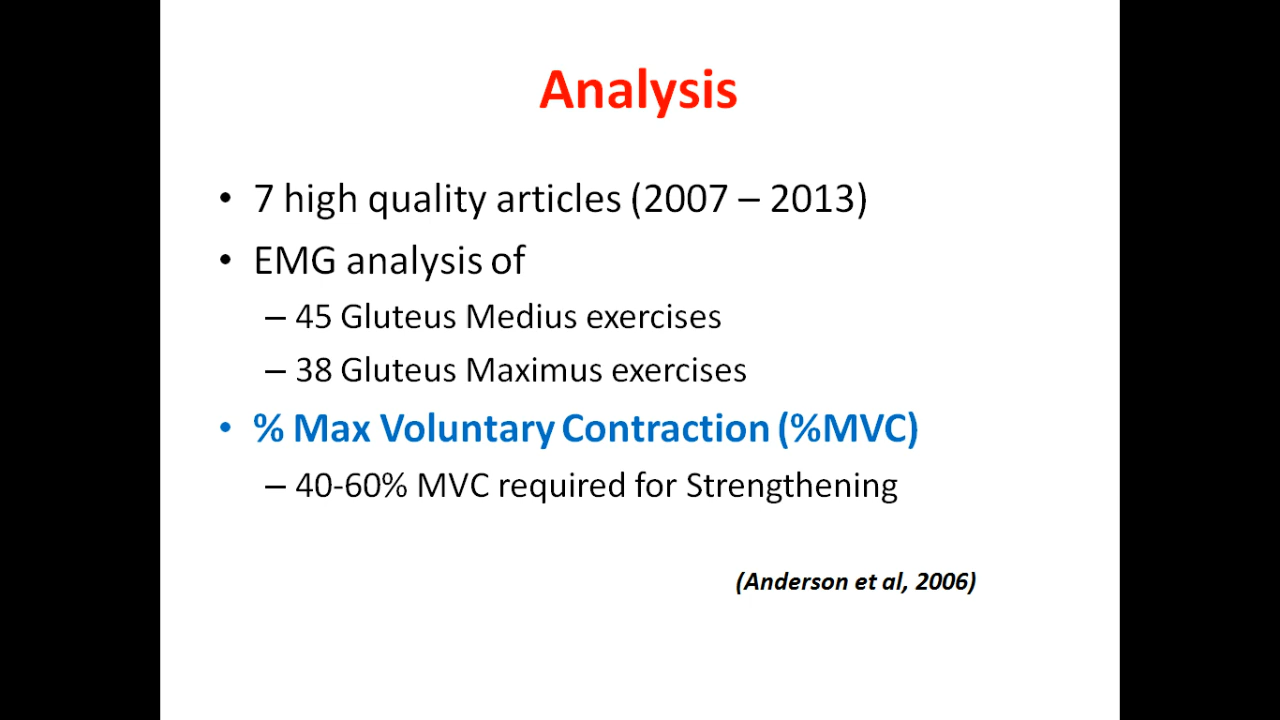 Analysis
• 7 high quality articles (2007 – 2013)
• EMG analysis of
– 45 Gluteus Medius exercises
– 38 Gluteus Maximus exercises
• % Max Voluntary Contraction (%MVC)
– 40-60% MVC required for Strengthening
(Anderson et al, 2006)